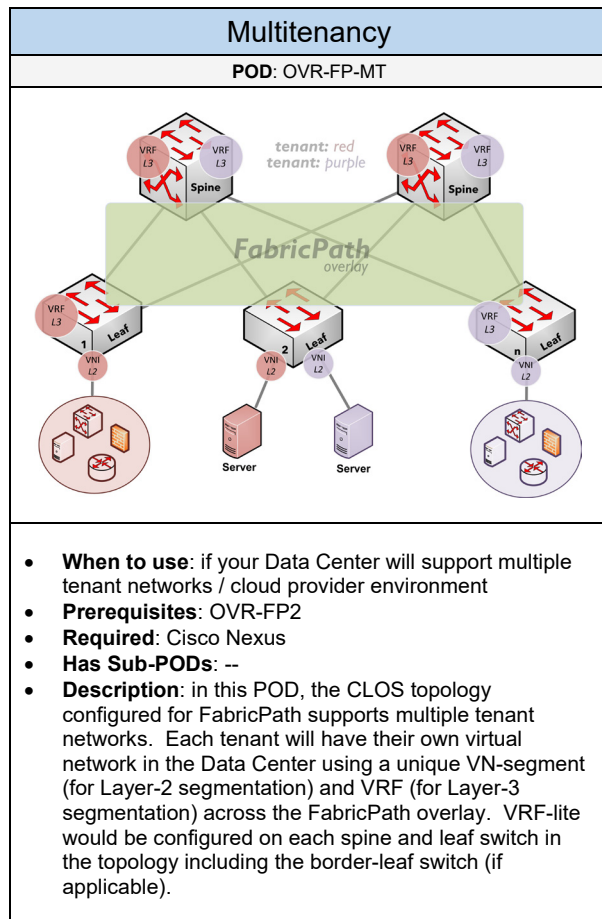 Multitenancy
POD: OVR-FP-MT
tenant: red
tenant: purple
VRF
L3
VRF
L3
Spine
VRF
L3
VRF
L3
Spine
FabricPath
overlay
VRF
L3
1
Leaf
VNI
L2
2
Leaf
VNI
L2
VNI
L2
VRF
L3
n
Leaf
VNI
L2
Server
Server
• When to use: if your Data Center will support multiple
tenant networks / cloud provider environment
• Prerequisites: OVR-FP2
• Required: Cisco Nexus
• Has Sub-PODs: --
• Description: in this POD, the CLOS topology
configured for FabricPath supports multiple tenant
networks. Each tenant will have their own virtual
network in the Data Center using a unique VN-segment
(for Layer-2 segmentation) and VRF (for Layer-3
segmentation) across the FabricPath overlay. VRF-lite
would be configured on each spine and leaf switch in
the topology including the border-leaf switch (if
applicable).